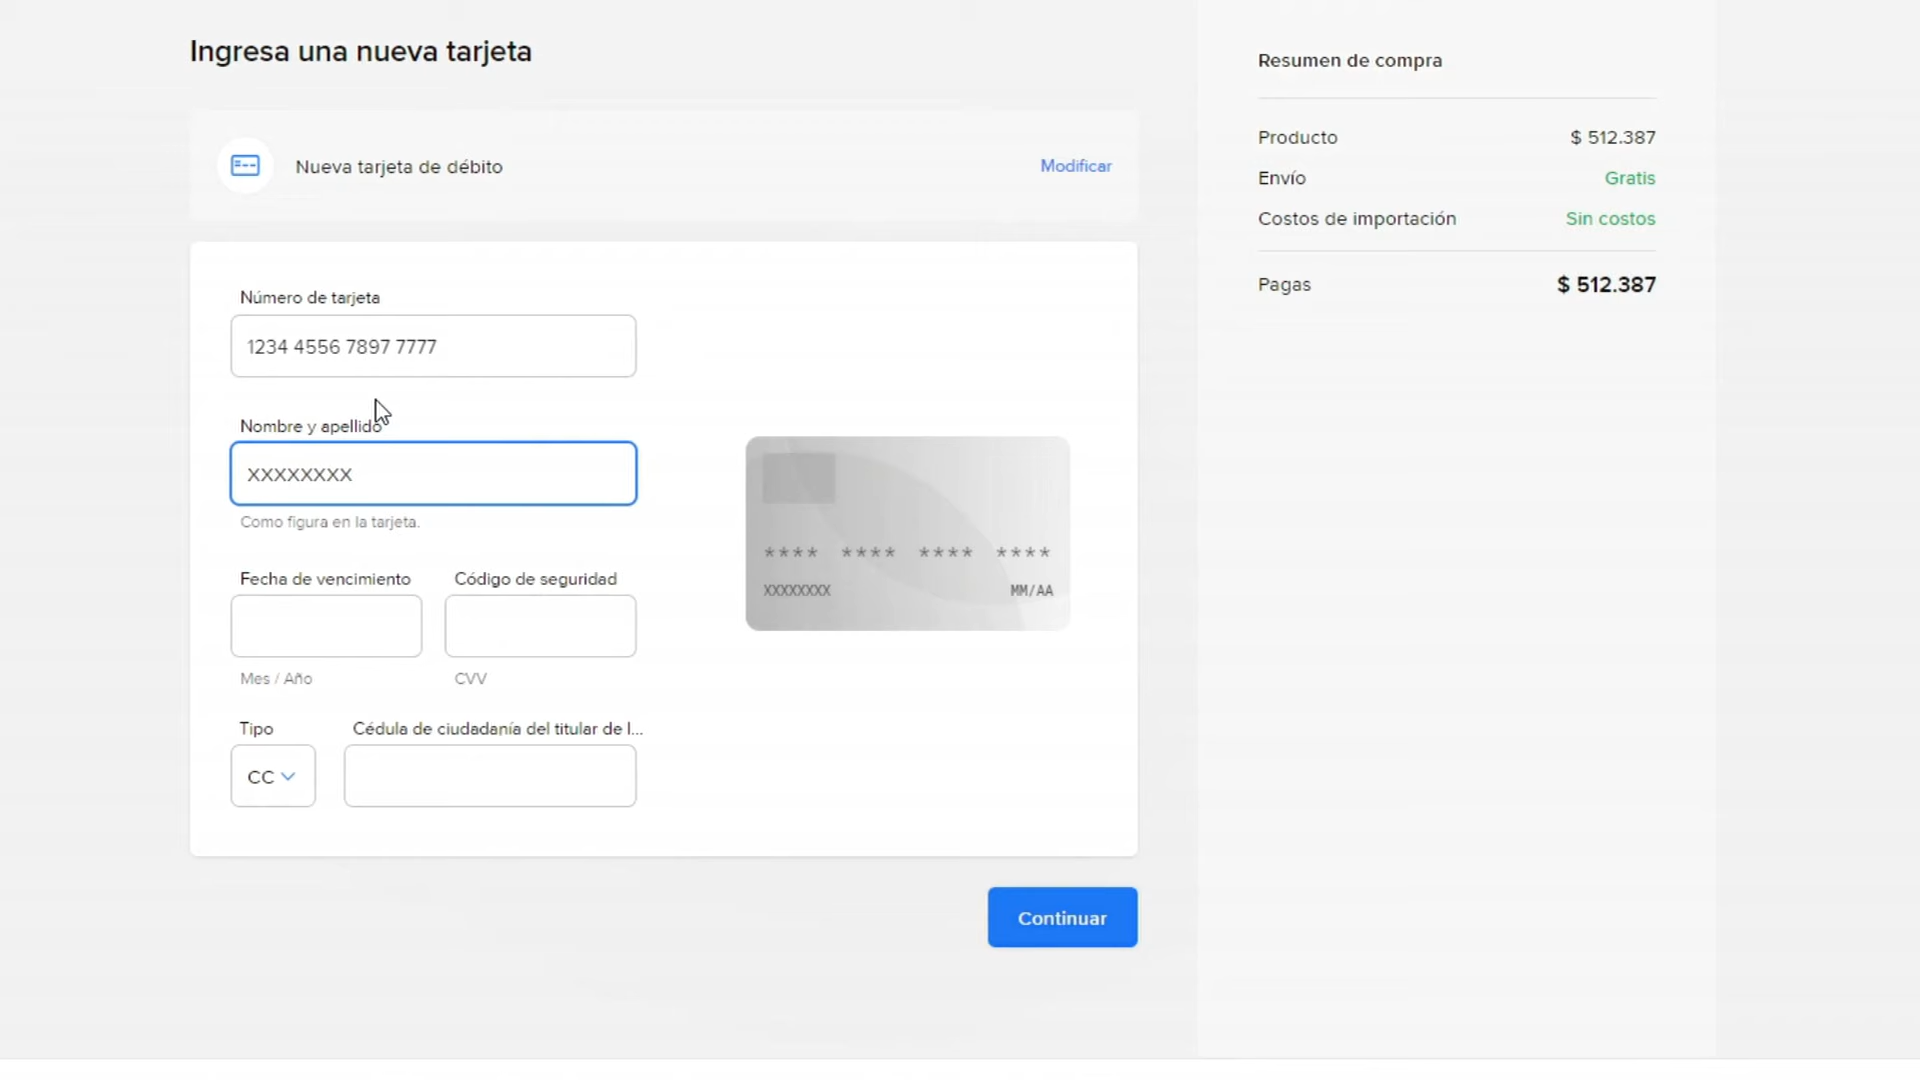 Ingresa una nueva tarjeta
Nueva tarjeta de débito
Modificar
Número de tarjeta
1234 4556 7897 7777
Nombre y apellido
XXXXXXXX
Como figura en la tarjeta.
Fecha de vencimiento
Código de seguridad
Mes / Año
CVV
Tipo
Cédula de ciudadanía del titular de l...
CC
**** **** **** ****
XXXXXXXX
MM/AA
Continuar
Resumen de compra
Producto
$ 512.387
Envío
Gratis
Costos de importación
Sin costos
Pagas
$ 512.387